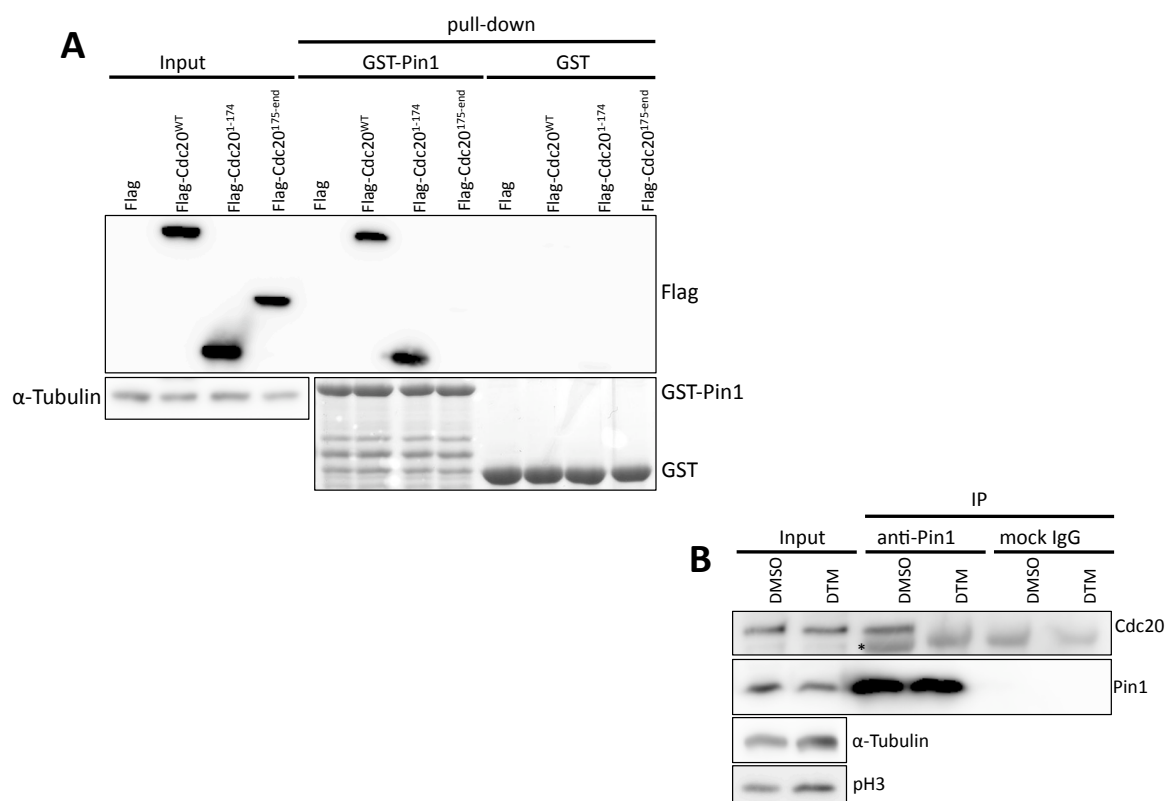 A
pull-down
Input GST-Pin1 GST
Flag Flag-Cdc20WT Flag-Cdc201-174 Flag-Cdc20175-end Flag Flag-Cdc20WT Flag-Cdc201-174 Flag-Cdc20175-end Flag Flag-Cdc20WT Flag-Cdc201-174 Flag-Cdc20175-end
Flag
α-Tubulin
GST-Pin1
GST
B
IP
Input anti-Pin1 mock IgG
DMSO DTM DMSO DTM DMSO DTM
Cdc20
*
Pin1
α-Tubulin
pH3